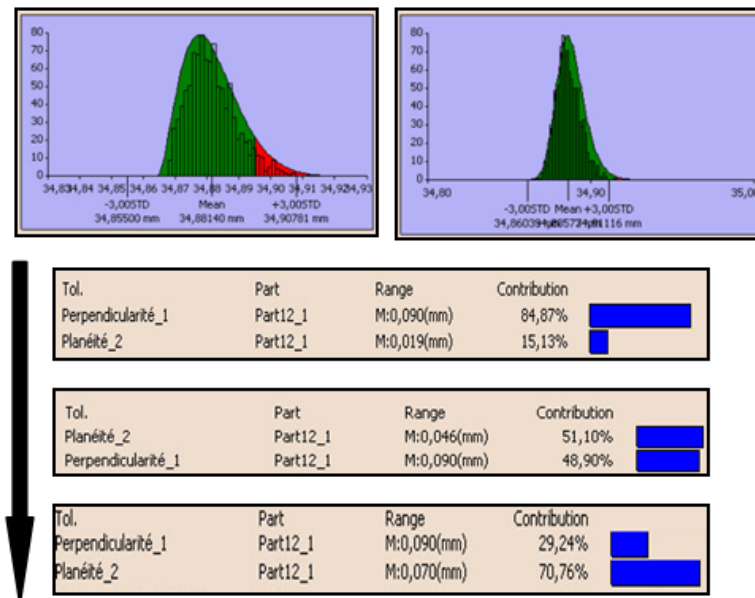 80
70
60
50
40
30
20
10
0
34,83 34,84 34,85 34,86 34,87 34,88 34,89 34,90 34,91 34,92 34,93
-3,00STD Mean +3,00STD
34,85500 mm 34,88140 mm 34,90781 mm
80
70
60
50
40
30
20
10
0
34,80 34,90 35,0
-3,00STD Mean +3,00STD
Tol. Part Range Contribution
Perpendicularité_1 Part12_1 M:0,090(mm) 84,87%
Planéité_2 Part12_1 M:0,019(mm) 15,13%
Tol. Part Range Contribution
Planéité_2 Part12_1 M:0,046(mm) 51,10%
Perpendicularité_1 Part12_1 M:0,090(mm) 48,90%
Tol. Part Range Contribution
Perpendicularité_1 Part12_1 M:0,090(mm) 29,24%
Planéité_2 Part12_1 M:0,070(mm) 70,76%